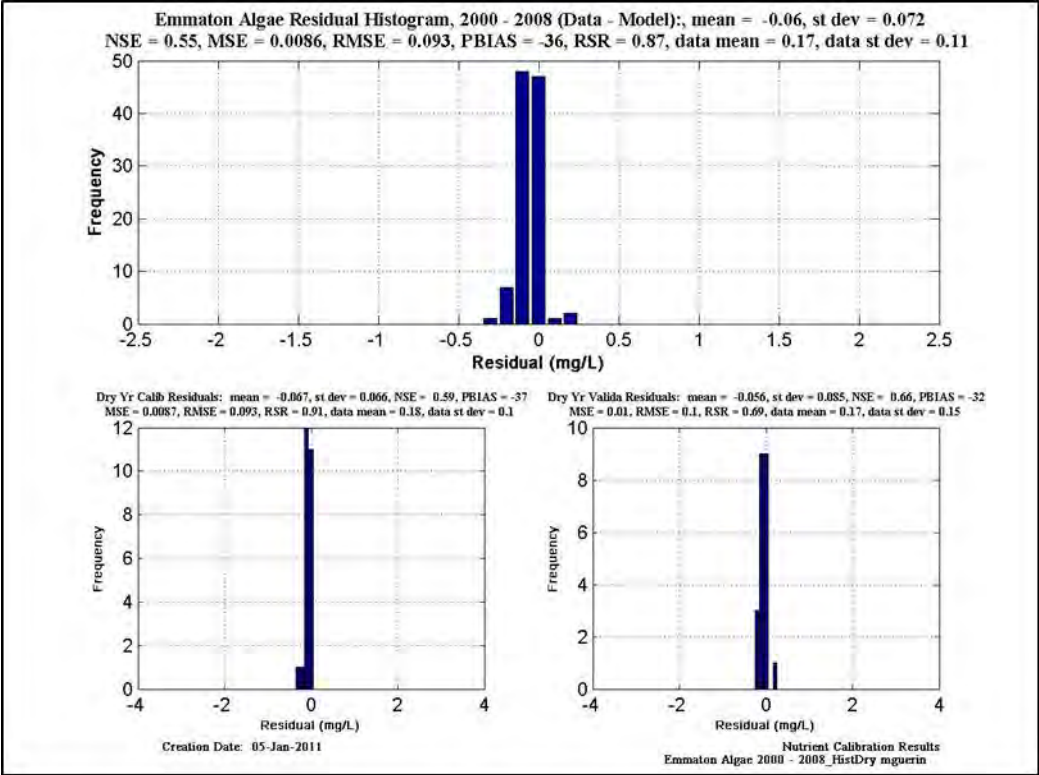 Emmaton Algae Residual Histogram, 2000 - 2008 (Data - Model):, mean = -0.06, st dev = 0.072
NSE = 0.55, MSE = 0.0086, RMSE = 0.093, PBIAS = -36, RSR = 0.87, data mean = 0.17, data st dev = 0.11
50
40
30
20
10
0
Frequency
-2.5 -2 -1.5 -1 -0.5 0 0.5 1 1.5 2 2.5
Residual (mg/L)
Dry Yr Calib Residuals: mean = -0.067, st dev = 0.066, NSE = 0.59, PBIAS = -37
MSE = 0.0087, RMSE = 0.093, RSR = 0.91, data mean = 0.18, data st dev = 0.1
12
10
8
6
4
2
0
Frequency
-4 -2 0 2 4
Residual (mg/L)
Dry Yr Valida Residuals: mean = -0.056, st dev = 0.085, NSE = 0.66, PBIAS = -32
MSE = 0.01, RMSE = 0.1, RSR = 0.69, data mean = 0.17, data st dev = 0.15
10
8
6
4
2
0
Frequency
-4 -2 0 2 4
Residual (mg/L)
Creation Date: 05-Jan-2011
Nutrient Calibration Results
Emmaton Algae 2000 - 2008_HistDry mguerin